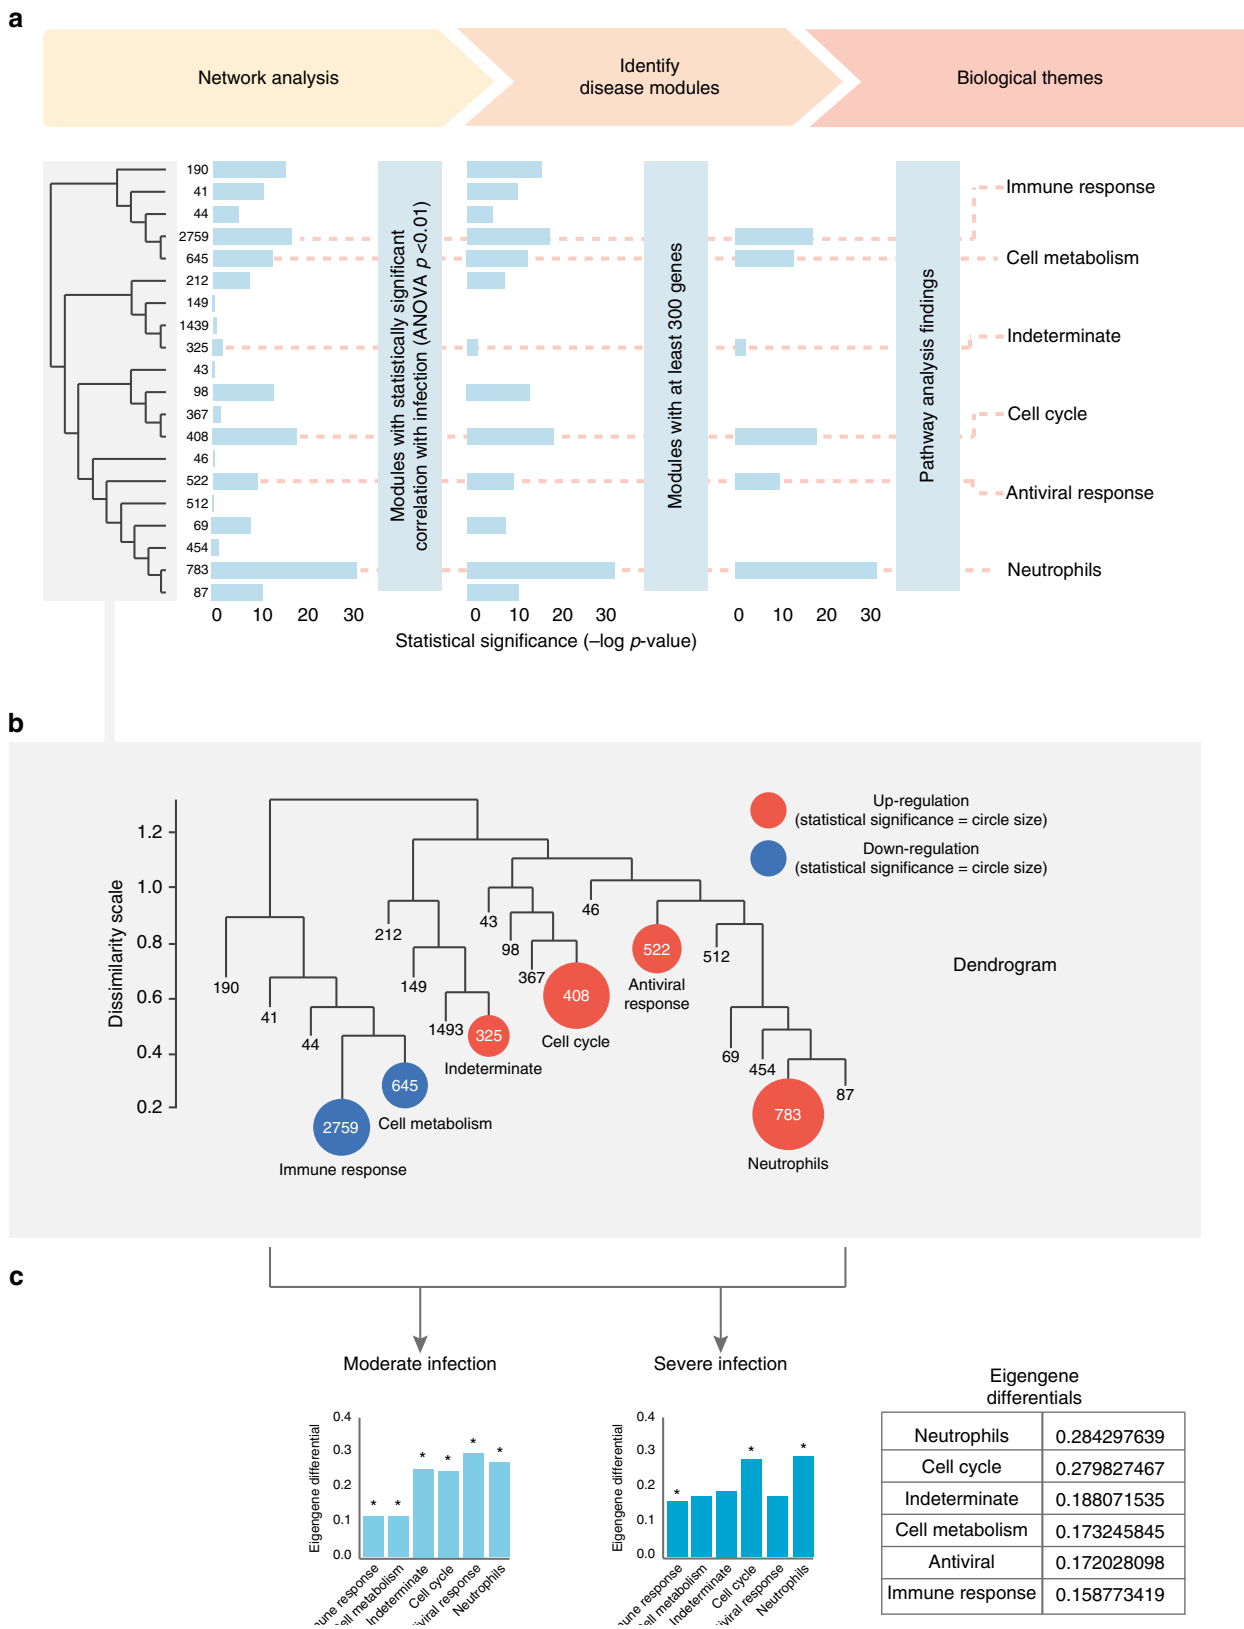 a
Network analysis
Identify
disease modules
Biological themes
190
41
44
2759
645
212
149
1439
325
43
98
367
408
46
522
512
69
454
783
87
Modules with statistically significant
correlation with infection (ANOVA p <0.01)
Modules with at least 300 genes
Pathway analysis findings
Immune response
Cell metabolism
Indeterminate
Cell cycle
Antiviral response
Neutrophils
0 10 20 30
0 10 20 30
0 10 20 30
Statistical significance (–log p-value)
b
Dissimilarity scale
1.2
1.0
0.8
0.6
0.4
0.2
Up-regulation
(statistical significance = circle size)
Down-regulation
(statistical significance = circle size)
Dendrogram
190
41
44
2759
Immune response
645
Cell metabolism
212
149
1493
325
Indeterminate
43
98
367
408
Cell cycle
46
522
Antiviral
response
512
69
454
783
Neutrophils
87
c
Moderate infection
Eigengene differential
0.4
0.3
0.2
0.1
0.0
* * * * * *
response
Cell metabolism
Indeterminate
Cell cycle
response
Neutrophils
Severe infection
Eigengene differential
0.4
0.3
0.2
0.1
0.0
* * *
response
Cell metabolism
Indeterminate
Cell cycle
response
Neutrophils
Eigengene
differentials
Neutrophils 0.284297639
Cell cycle 0.279827467
Indeterminate 0.188071535
Cell metabolism 0.173245845
Antiviral 0.172028098
Immune response 0.158773419